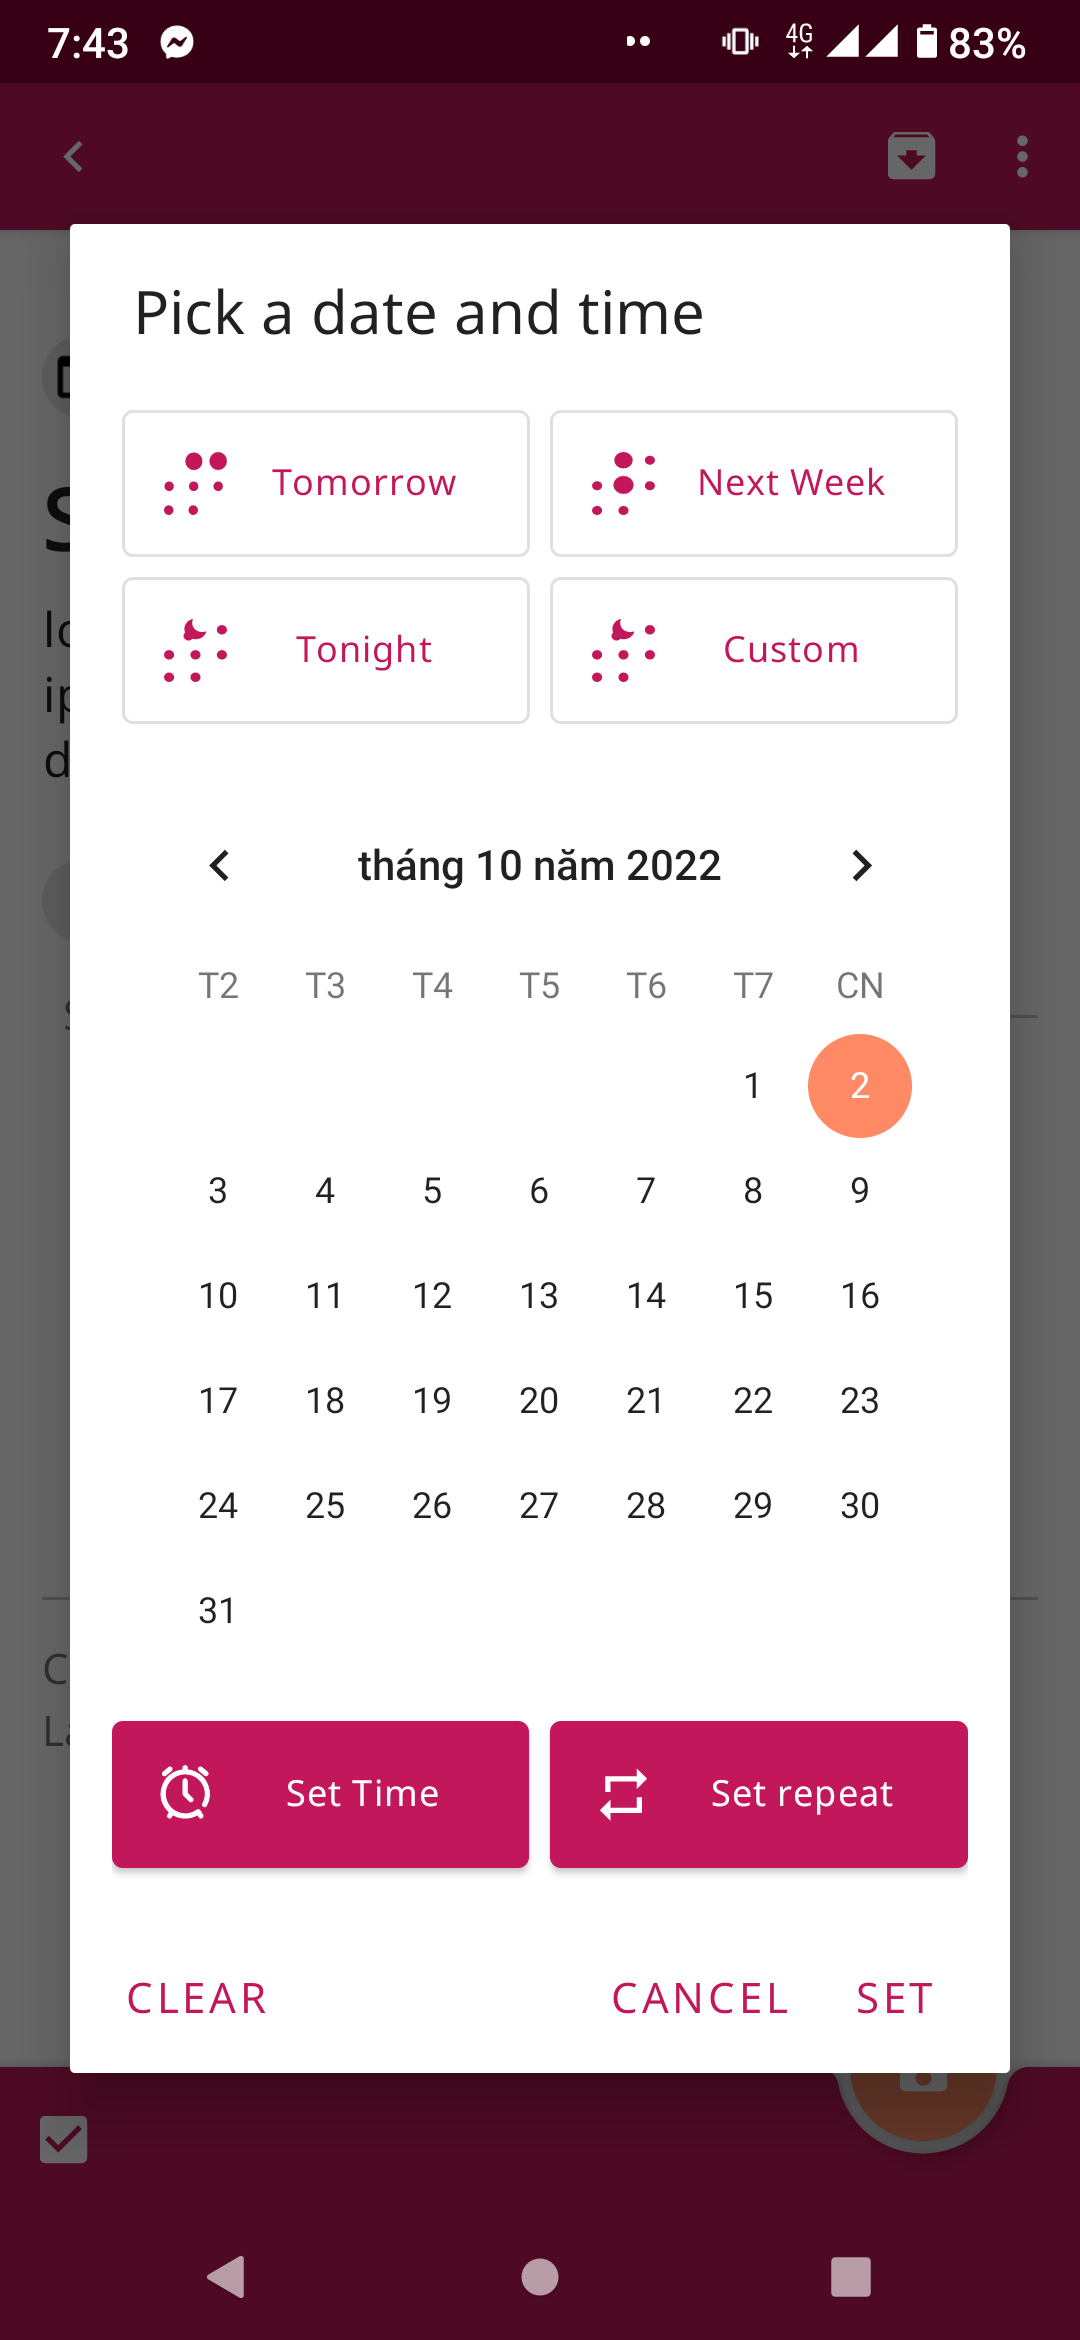 7:43 4G 83%
Pick a date and time
Tomorrow Next Week
Tonight Custom
tháng 10 năm 2022
T2 T3 T4 T5 T6 T7 CN
1 2
3 4 5 6 7 8 9
10 11 12 13 14 15 16
17 18 19 20 21 22 23
24 25 26 27 28 29 30
31
Set Time Set repeat
CLEAR CANCEL SET